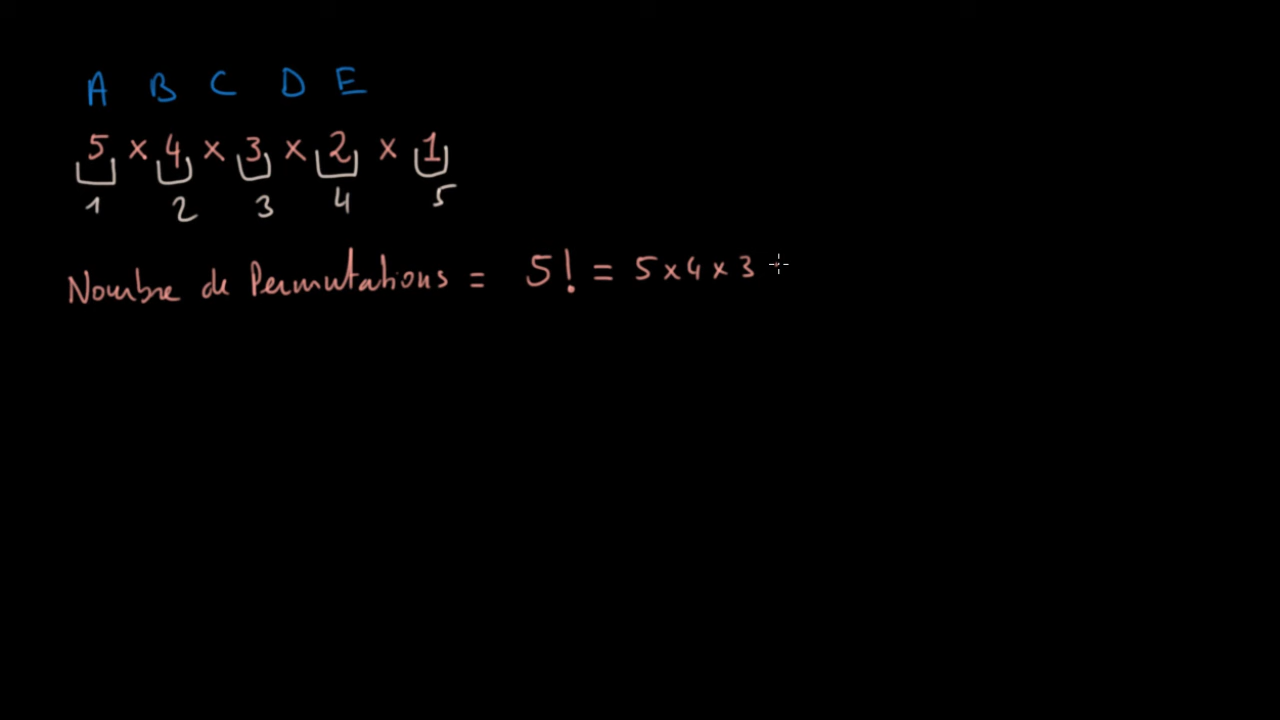 A B C D E
5 × 4 × 3 × 2 × 1
1 2 3 4 5
Nombre de Permutations = 5! = 5 × 4 × 3